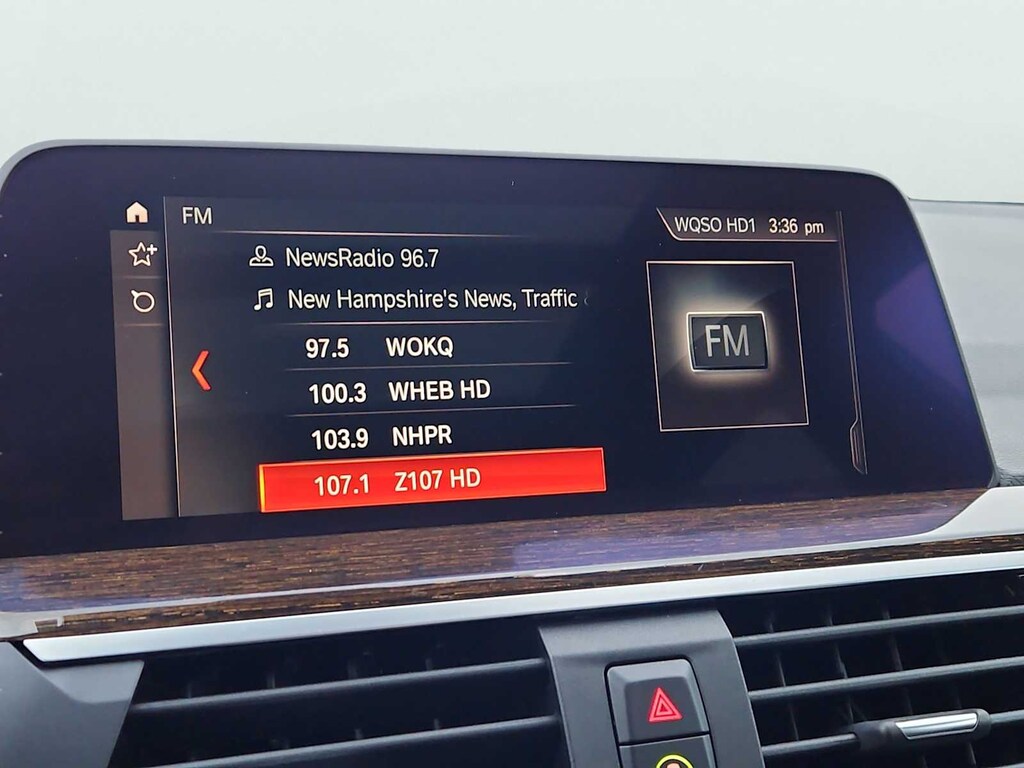 FM
WQSO HD1 3:36 pm
NewsRadio 96.7
New Hampshire's News, Traffic
97.5 WOKQ
100.3 WHEB HD
103.9 NHPR
107.1 Z107 HD
FM